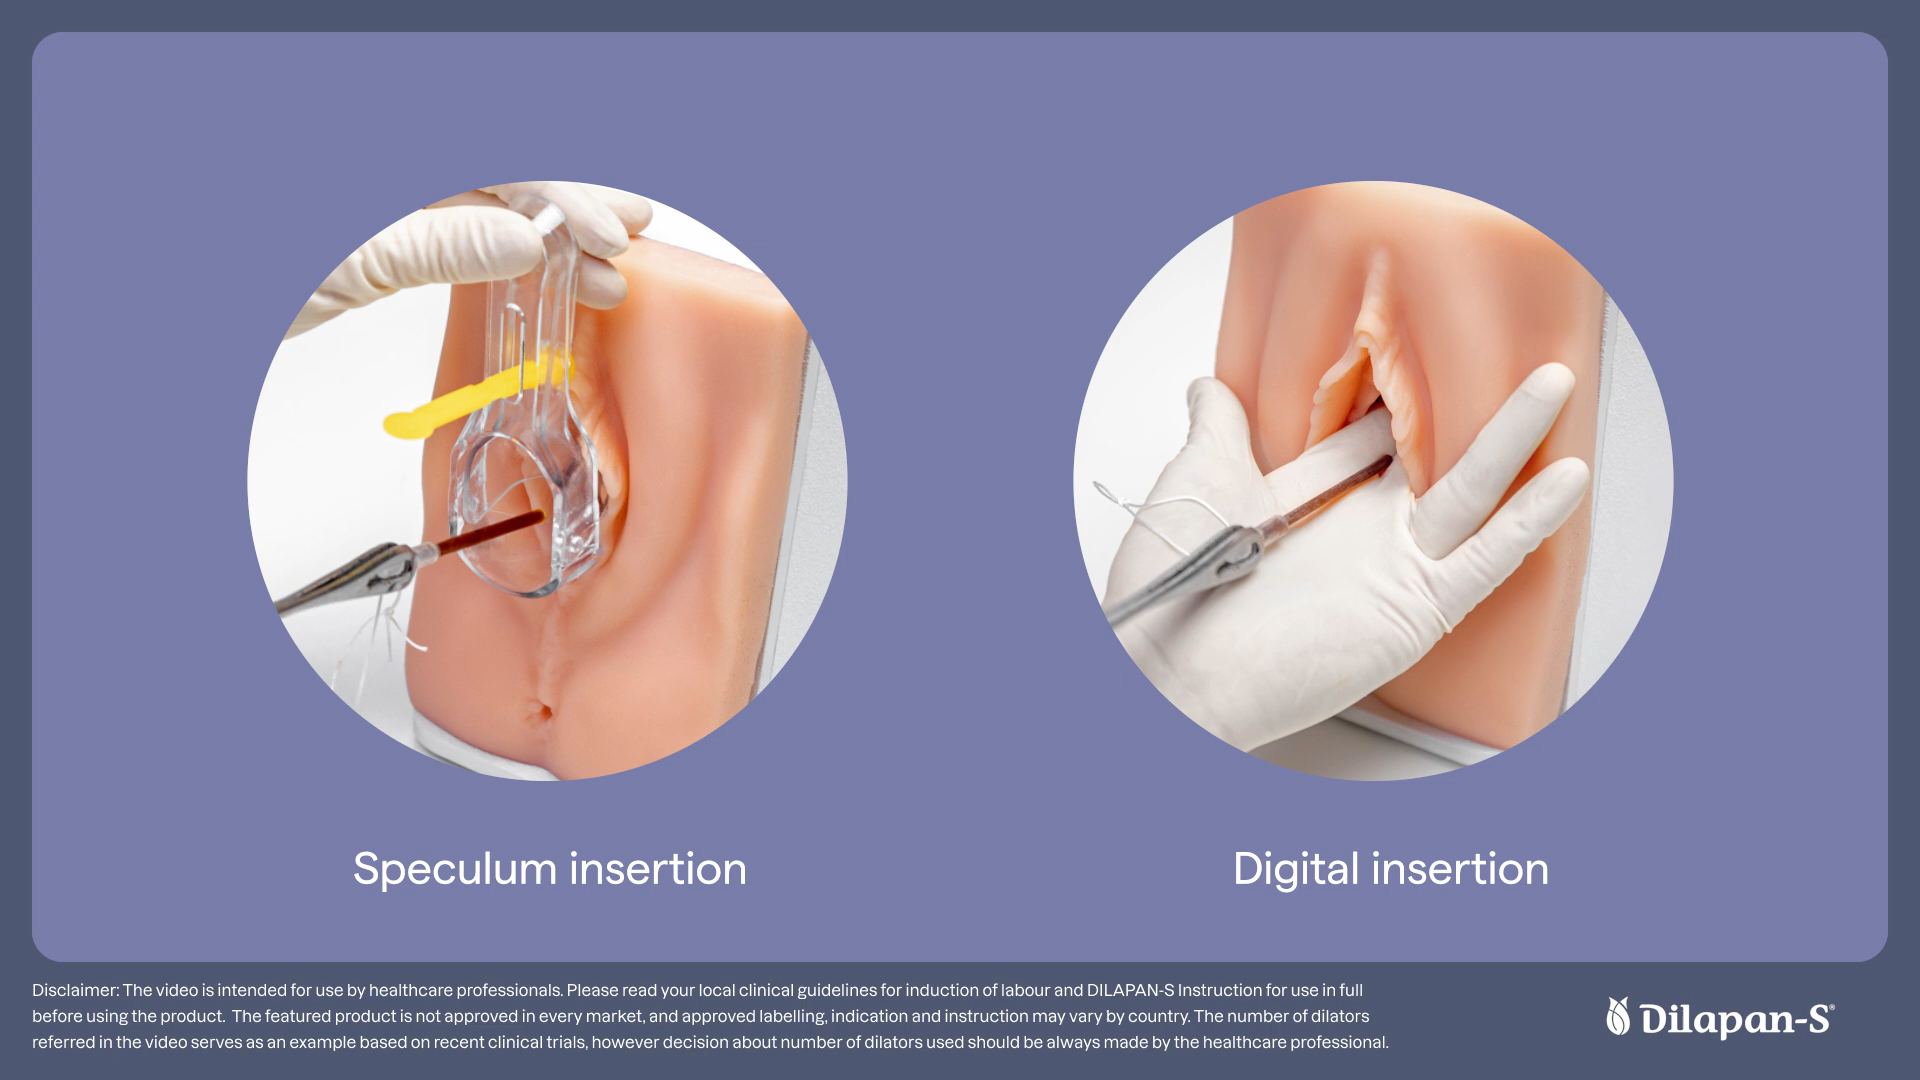 Speculum insertion
Digital insertion
Disclaimer: The video is intended for use by healthcare professionals. Please read your local clinical guidelines for induction of labour and DILAPAN-S Instruction for use in full
before using the product.  The featured product is not approved in every market, and approved labelling, indication and instruction may vary by country. The number of dilators
referred in the video serves as an example based on recent clinical trials, however decision about number of dilators used should be always made by the healthcare professional.
Dilapan-S®